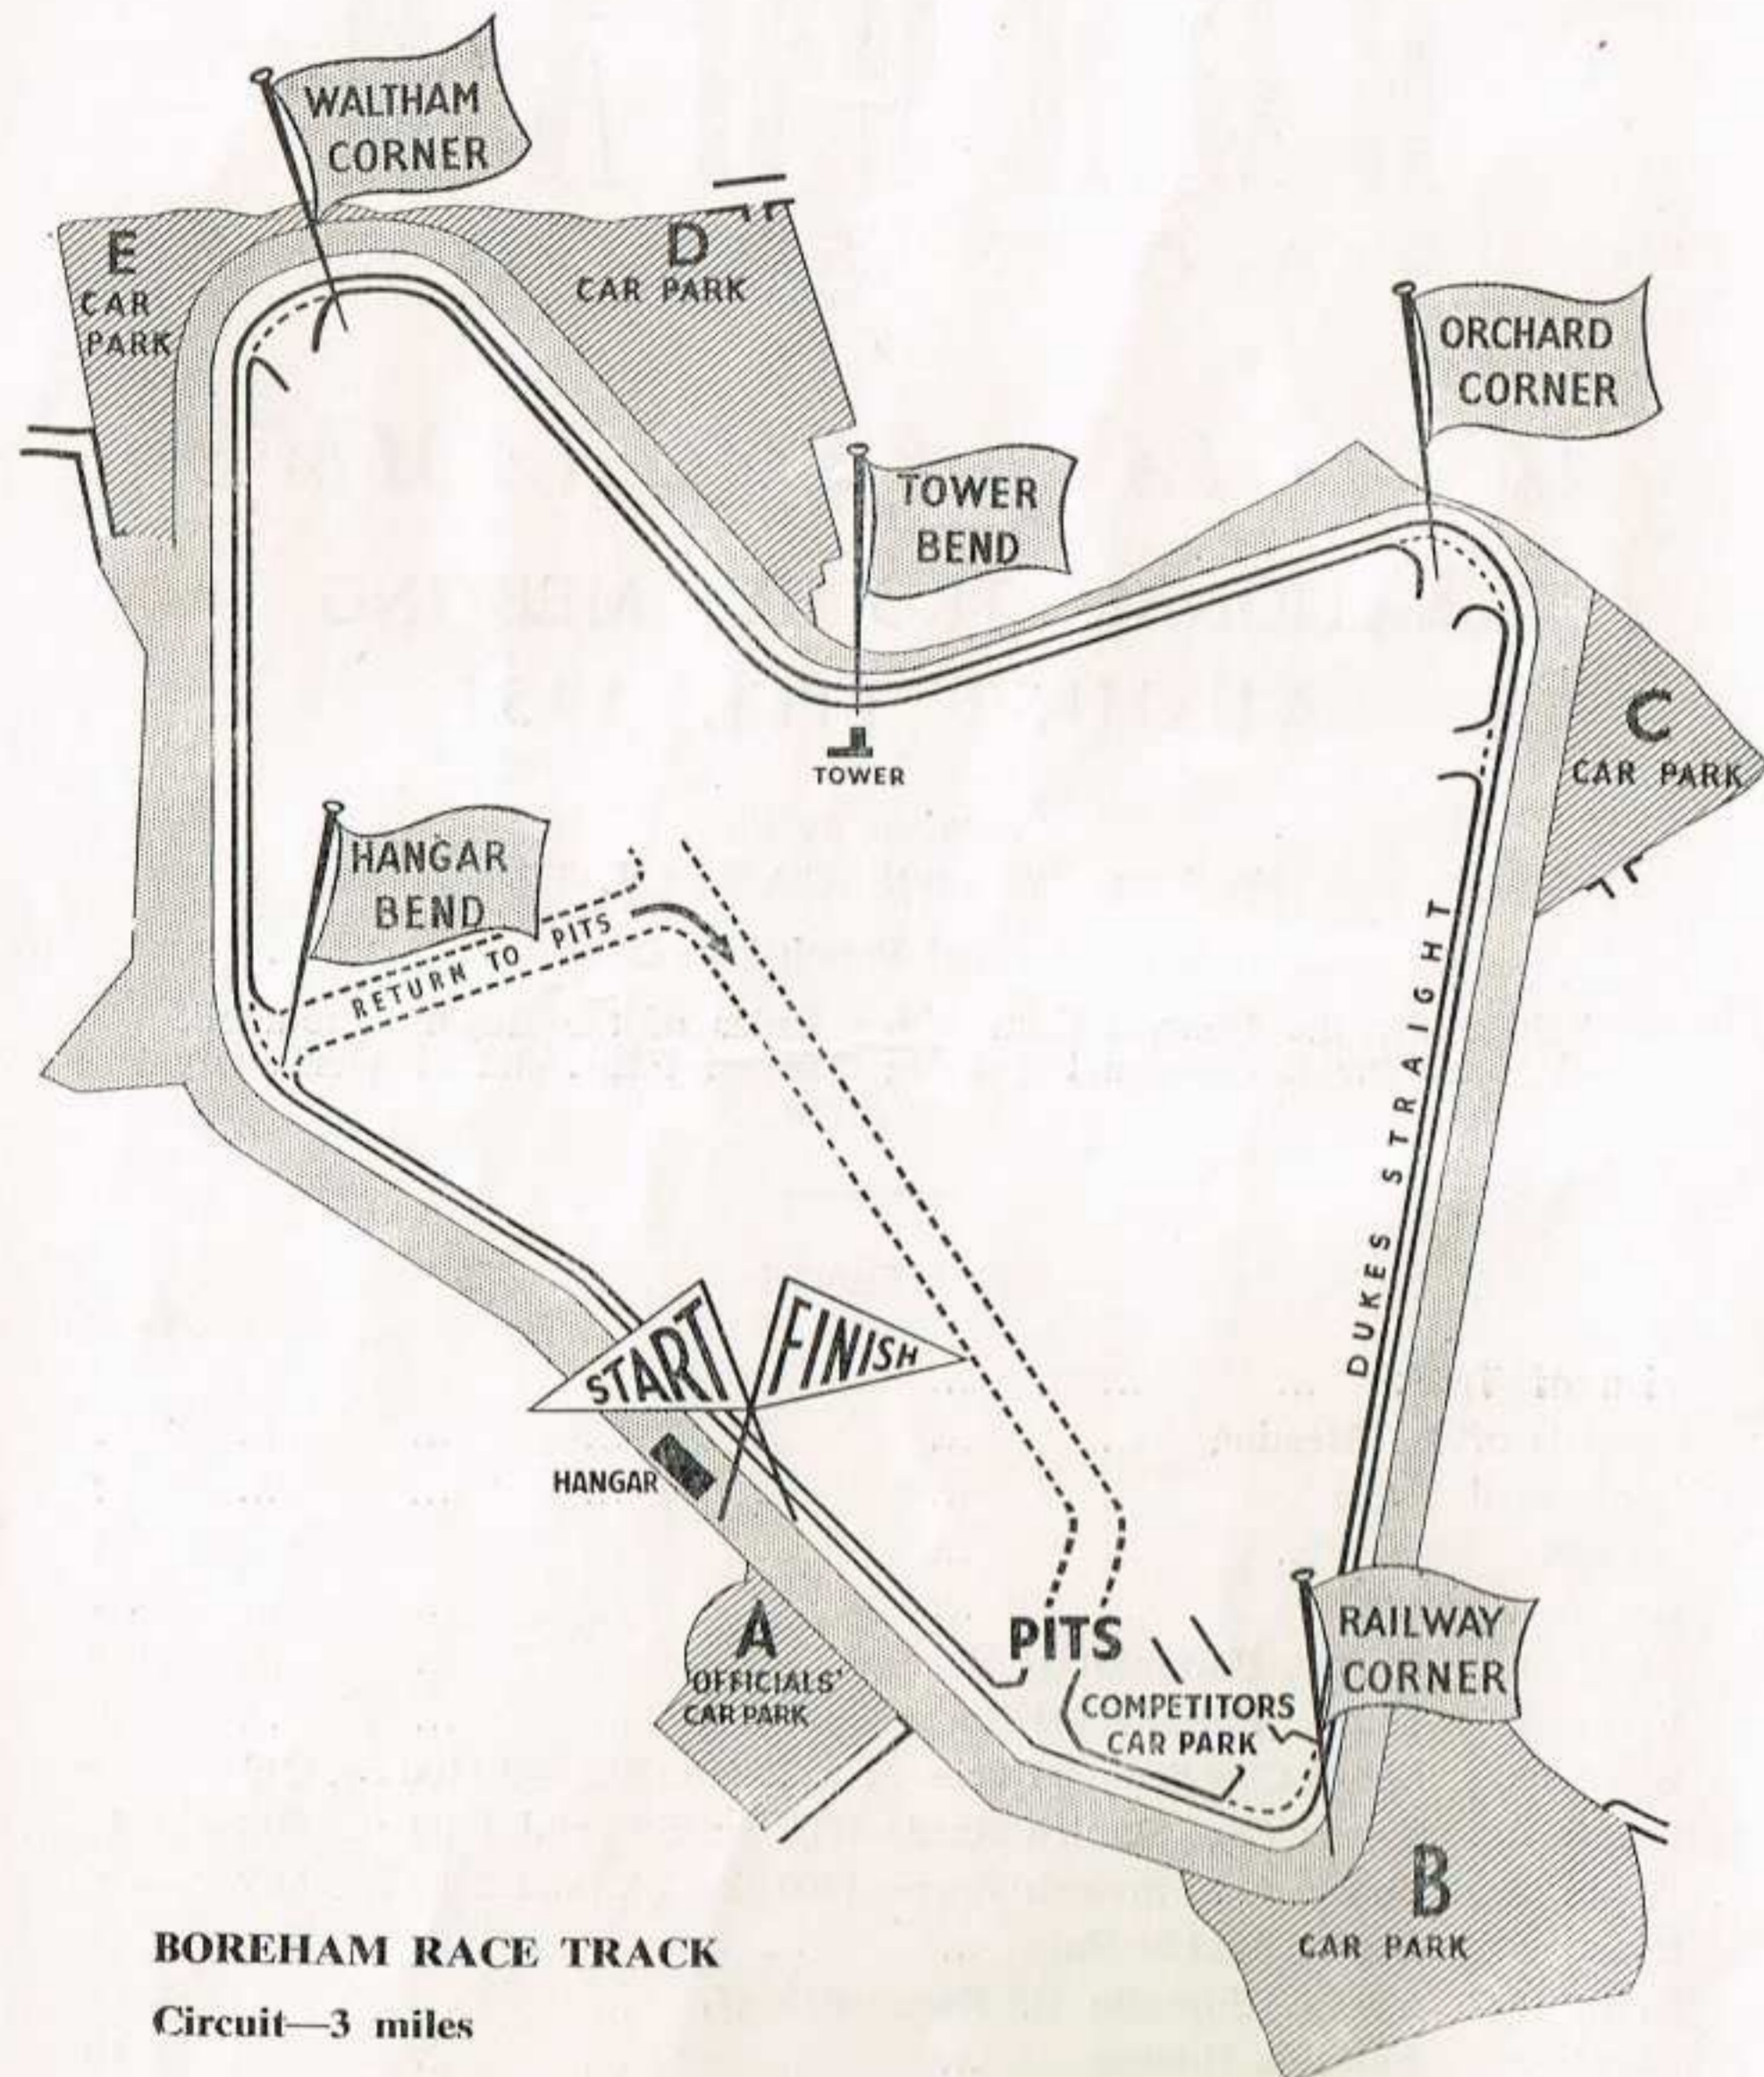 WALTHAM
CORNER
E
CAR
PARK
D
CAR PARK
ORCHARD
CORNER
TOWER
BEND
TOWER
C
CAR PARK
HANGAR
BEND
RETURN TO PITS
DUKES STRAIGHT
START
FINISH
HANGAR
A
'OFFICIALS'
CAR PARK
PITS
COMPETITORS
CAR PARK
RAILWAY
CORNER
B
CAR PARK
BOREHAM RACE TRACK
Circuit—3 miles